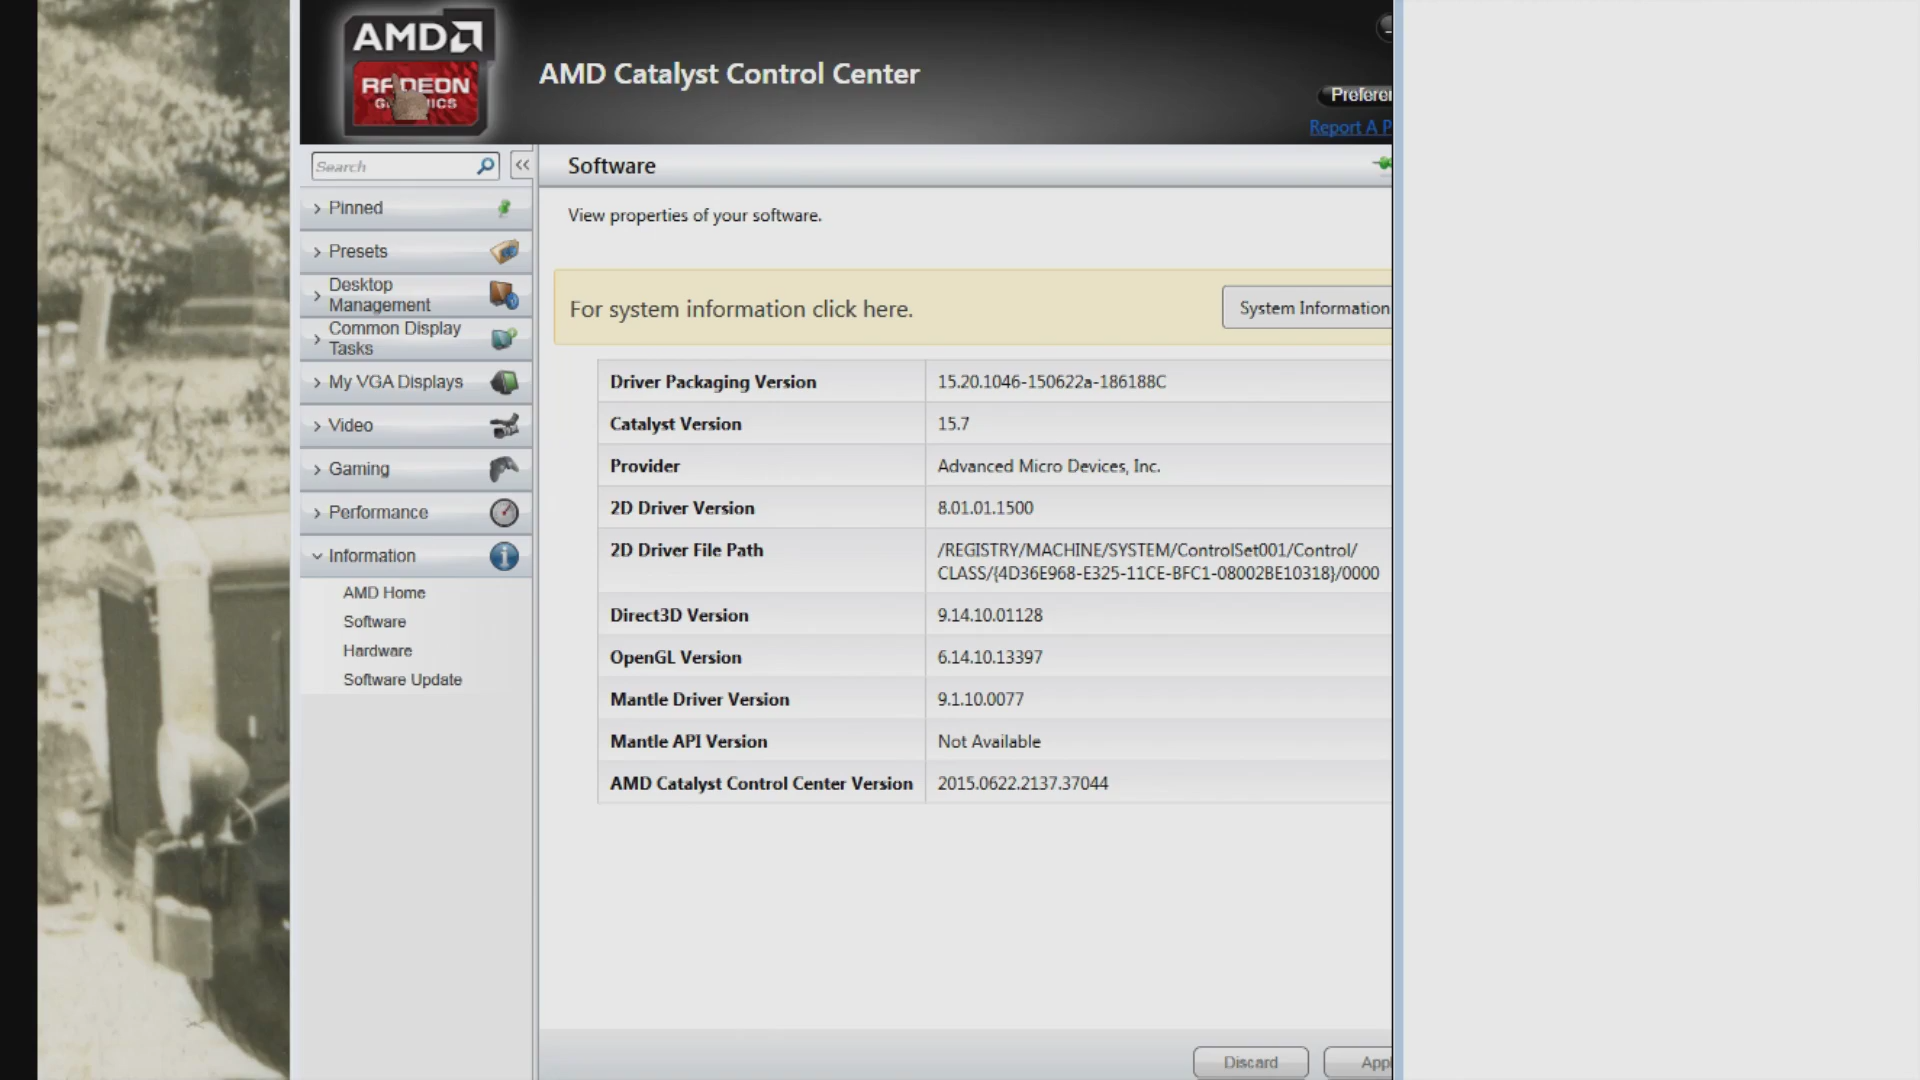 AMD
RADEON
GRAPHICS
AMD Catalyst Control Center
Prefere
Report A P
Search
Software
Pinned
View properties of your software.
Presets
Desktop
Management
Common Display
Tasks
My VGA Displays
Video
Gaming
Performance
Information
AMD Home
Software
Hardware
Software Update
For system information click here.
System Information
Driver Packaging Version 15.20.1046-150622a-186188C
Catalyst Version 15.7
Provider Advanced Micro Devices, Inc.
2D Driver Version 8.01.01.1500
2D Driver File Path /REGISTRY/MACHINE/SYSTEM/ControlSet001/Control/
CLASS/{4D36E968-E325-11CE-BFC1-08002BE10318}/0000
Direct3D Version 9.14.10.01128
OpenGL Version 6.14.10.13397
Mantle Driver Version 9.1.10.0077
Mantle API Version Not Available
AMD Catalyst Control Center Version 2015.0622.2137.37044
Discard
Appl